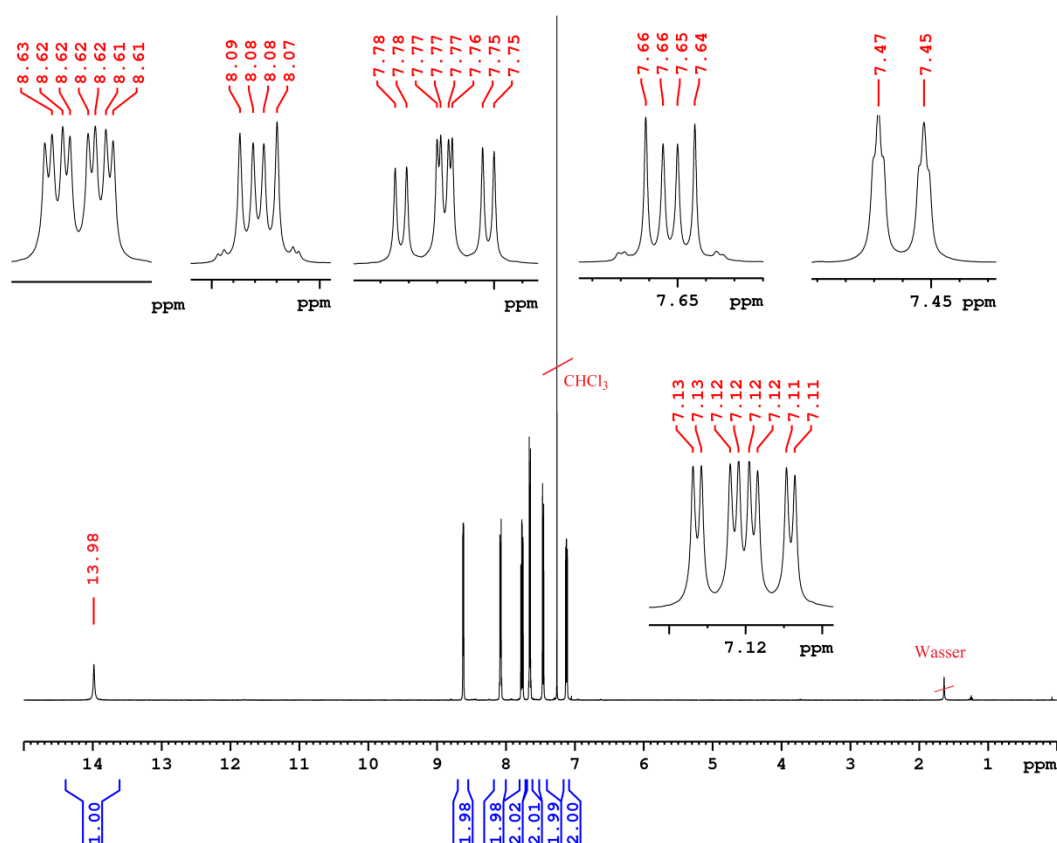 8.63 8.62 8.62 8.62 8.62 8.61 8.61
8.09 8.08 8.08 8.07
7.78 7.78 7.77 7.77 7.77 7.76 7.75 7.75
7.66 7.66 7.65 7.64
7.47 7.45
ppm
ppm
ppm
7.65 ppm
7.45 ppm
CHCl3
7.13 7.13 7.12 7.12 7.12 7.12 7.11 7.11
7.12 ppm
13.98
Wasser
14 13 12 11 10 9 8 7 6 5 4 3 2 1 ppm
1.00 1.98 1.98 2.02 2.01 1.99 2.00